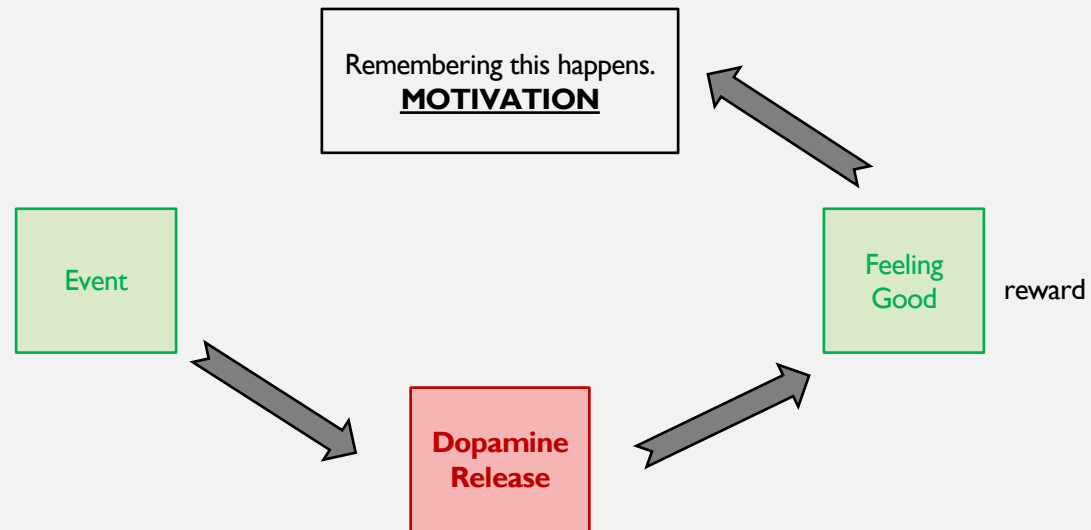 Remembering this happens.
MOTIVATION
Event
Dopamine
Release
Feeling
Good
reward